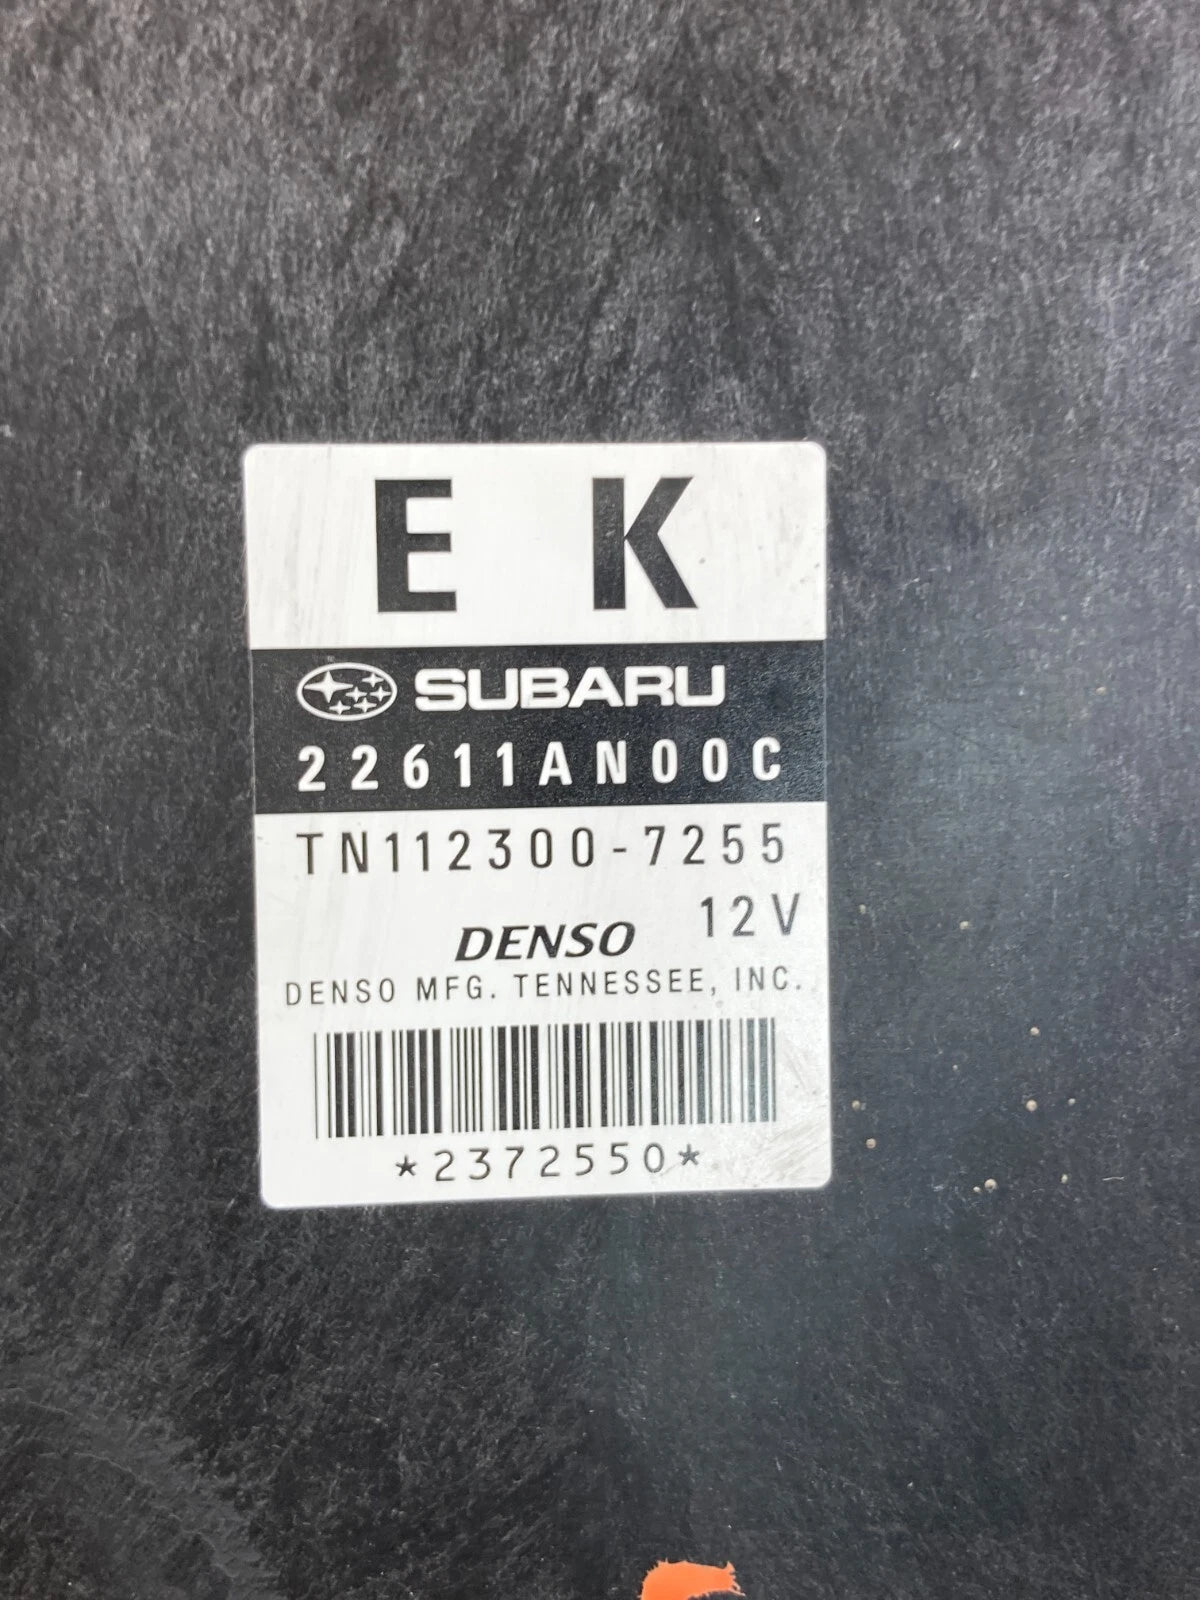 E K
SUBARU
22611AN00C
TN112300-7255
12V
DENSO
DENSO MFG. TENNESSEE, INC.
*2372550*